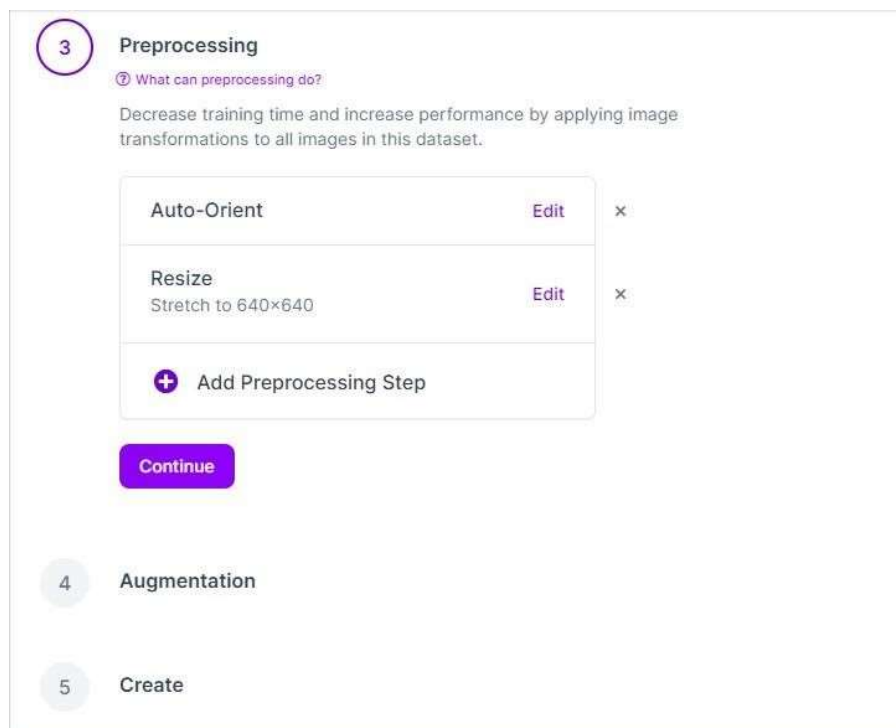 3 Preprocessing
? What can preprocessing do?
Decrease training time and increase performance by applying image
transformations to all images in this dataset.
Auto-Orient Edit ×
Resize
Stretch to 640×640 Edit ×
Add Preprocessing Step
Continue
4 Augmentation
5 Create